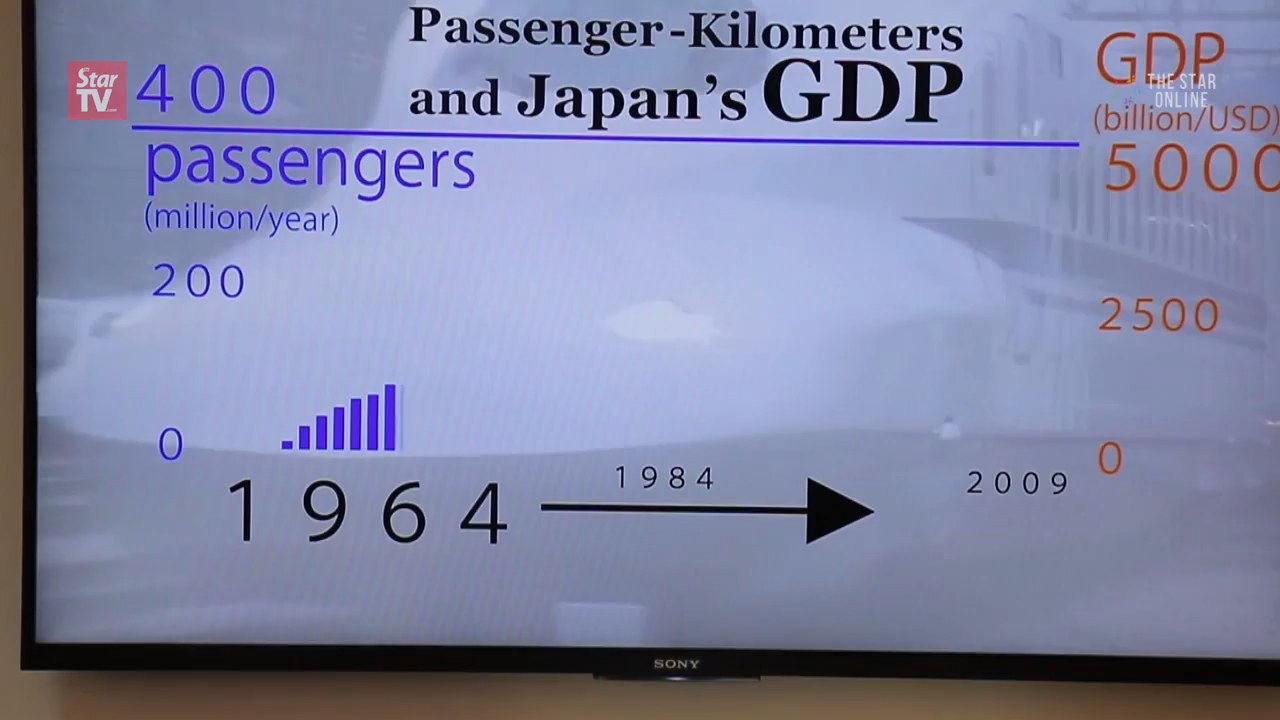 Passenger-Kilometers
and Japan's GDP
Star
TV
400
passengers
(million/year)
200
0
GDP
(billion/USD)
5000
2500
0
THE STAR
ONLINE
1984
2009
1964
SONY